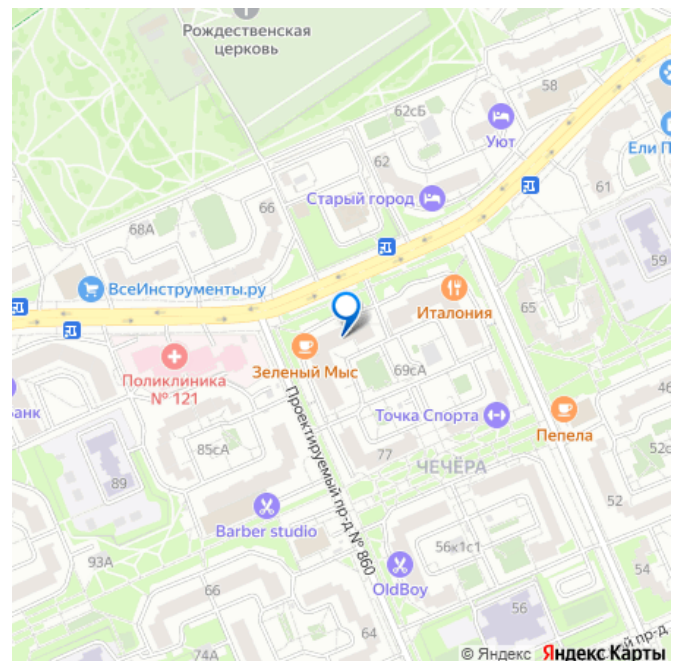 Рождественская
церковь
58
62сБ
Уют
Ели П
62
61
Старый город
66
68А
59
ВсеИнструменты.ру
Италония
65
Зеленый Мыс
69сА
Поликлиника
№ 121
46
Точка Спорта
анк
Пепела
85сА
77
52с
ЧЕЧЁРА
89
Проектируемый пр-д № 860
52
Barber studio
56к1с1
93А
54
66
OldBoy
56
64
й пр-д
74А
© Яндекс Яндекс Карты